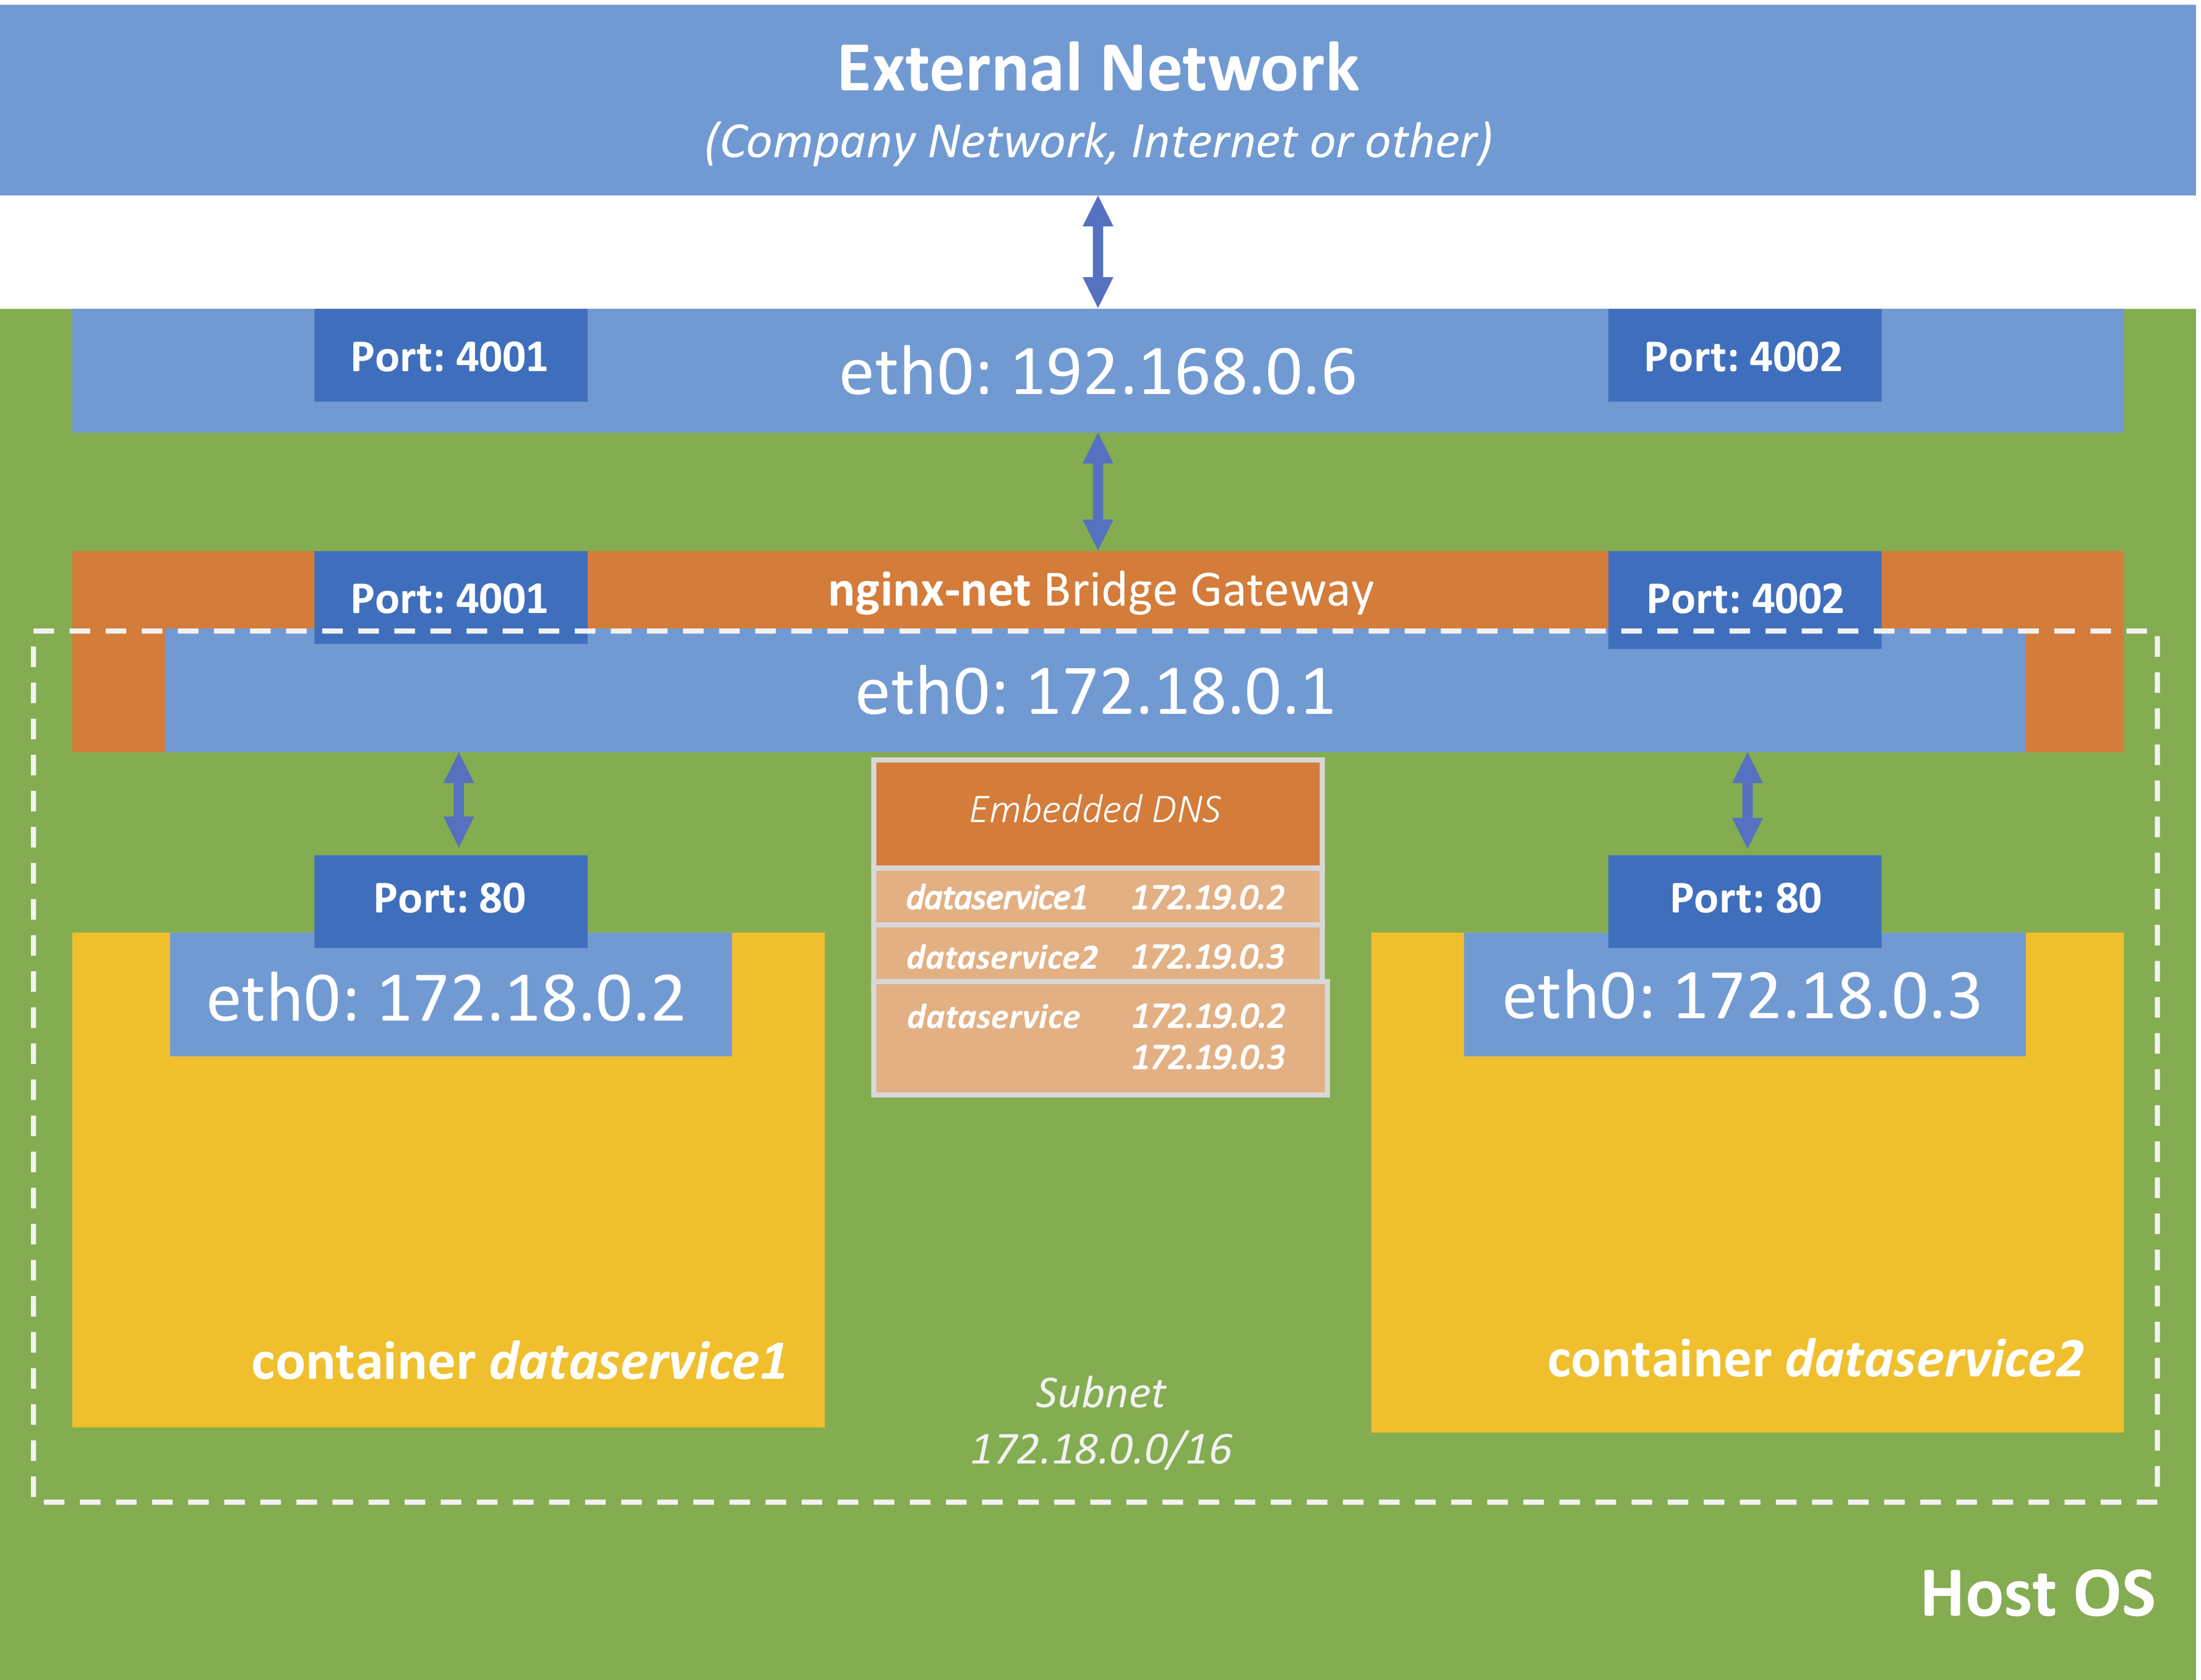 External Network
(Company Network, Internet or other)
Port: 4001
eth0: 192.168.0.6
Port: 4002
Port: 4001
nginx-net Bridge Gateway
Port: 4002
eth0: 172.18.0.1
Embedded DNS
dataservice1 172.19.0.2
dataservice2 172.19.0.3
dataservice 172.19.0.2
172.19.0.3
Port: 80
eth0: 172.18.0.2
container dataservice1
Port: 80
eth0: 172.18.0.3
container dataservice2
Subnet
172.18.0.0/16
Host OS